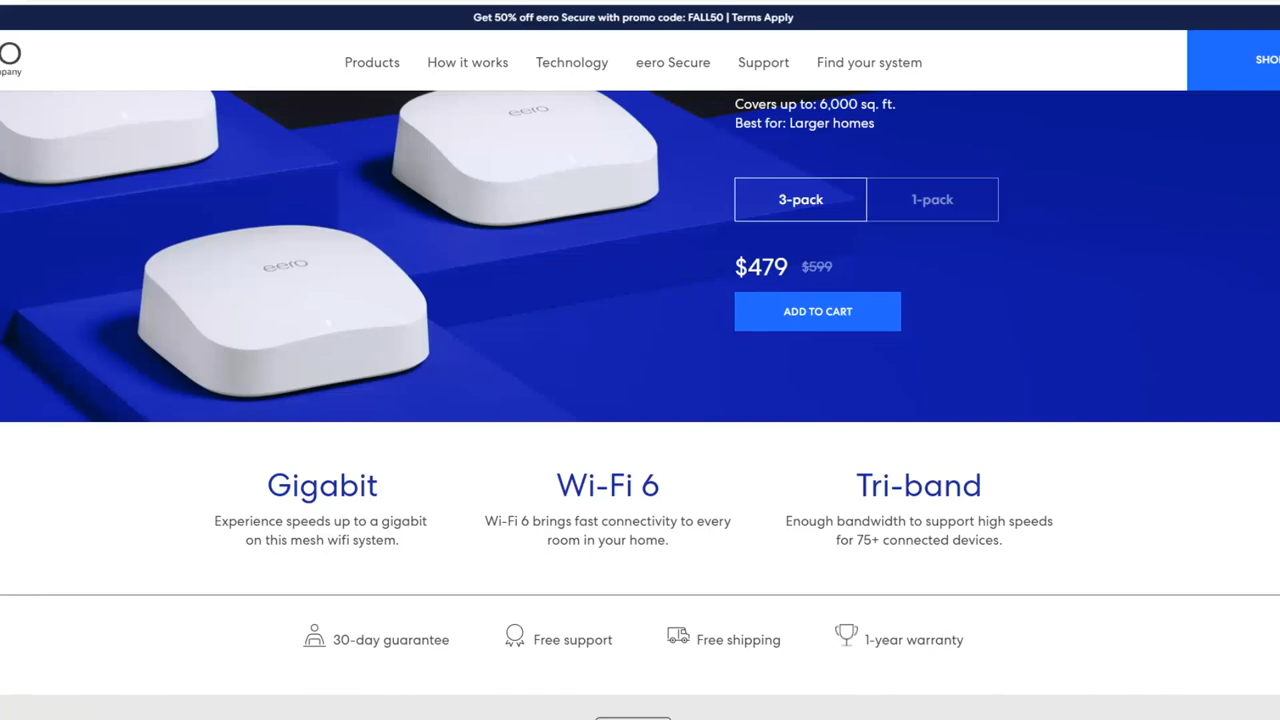 Get 50% off eero Secure with promo code: FALL50 | Terms Apply
Products How it works Technology eero Secure Support Find your system
Covers up to: 6,000 sq. ft.
Best for: Larger homes
eero
3-pack 1-pack
eero
$479 $599
ADD TO CART
Gigabit Wi-Fi 6 Tri-band
Experience speeds up to a gigabit Wi-Fi 6 brings fast connectivity to every Enough bandwidth to support high speeds
on this mesh wifi system. room in your home. for 75+ connected devices.
30-day guarantee Free support Free shipping 1-year warranty